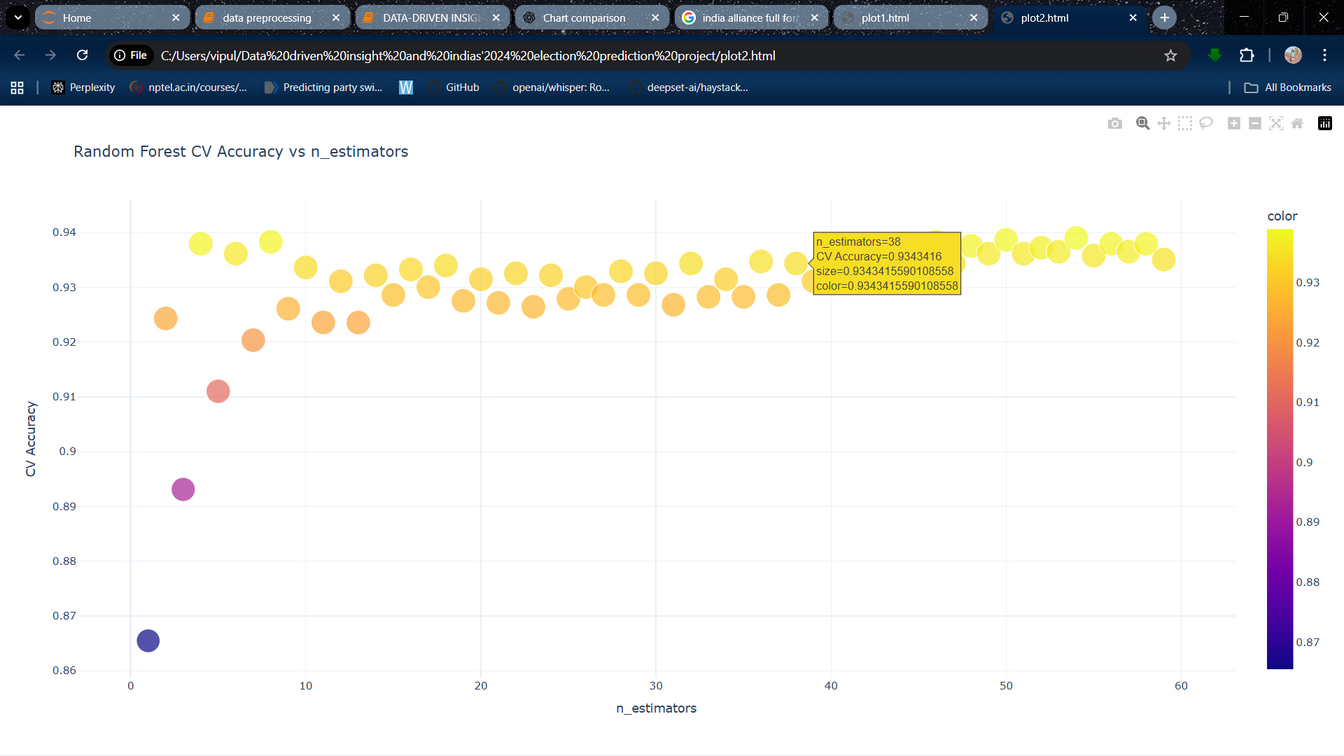 Home
data preprocessing
DATA-DRIVEN INSIG
Chart comparison
india alliance full for
plot1.html
plot2.html
File
C:/Users/vipul/Data%20driven%20insight%20and%20indias'2024%20election%20prediction%20project/plot2.html
Perplexity
nptel.ac.in/courses/...
Predicting party swi...
W
GitHub
openai/whisper: Ro...
deepset-ai/haystack...
All Bookmarks
Random Forest CV Accuracy vs n_estimators
CV Accuracy
0.94
0.93
0.92
0.91
0.9
0.89
0.88
0.87
0.86
n_estimators=38
CV Accuracy=0.9343416
size=0.9343415590108558
color=0.9343415590108558
0
10
20
30
40
50
60
n_estimators
color
0.93
0.92
0.91
0.9
0.89
0.88
0.87